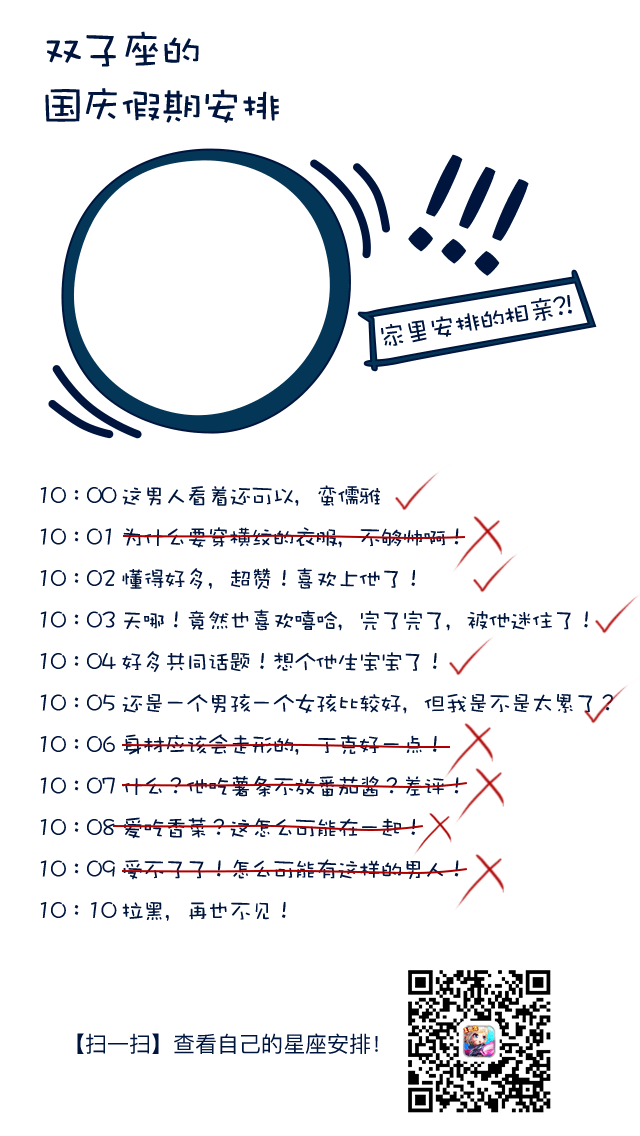 双子座的
国庆假期安排
!!!
家里安排的相亲?!
10：00 这男人看着还可以，蛮儒雅
10：01 为什么要穿横纹的衣服，不够帅啊！
10：02 懂得好多，超赞！喜欢上他了！
10：03 天哪！竟然也喜欢嘻哈，完了完了，被他迷住了！
10：04 好多共同话题！想个他生宝宝了！
10：05 还是一个男孩一个女孩比较好，但我是不是太累了？
10：06 身材应该会走形的，丁克好一点！
10：07 什么？他吃薯条不放番茄酱？差评！
10：08 爱吃香菜？这怎么可能在一起！
10：09 受不了了！怎么可能有这样的男人！
10：10 拉黑，再也不见！
【扫一扫】查看自己的星座安排！